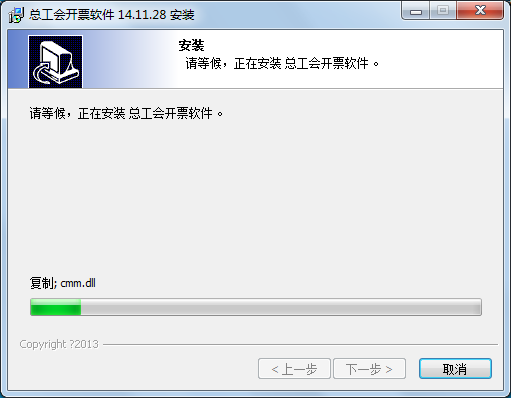 总工会开票软件 14.11.28 安装
安装
请等候，正在安装 总工会开票软件 。
请等候，正在安装 总工会开票软件 。
复制; cmm.dll
Copyright ?2013
< 上一步
下一步 >
取消